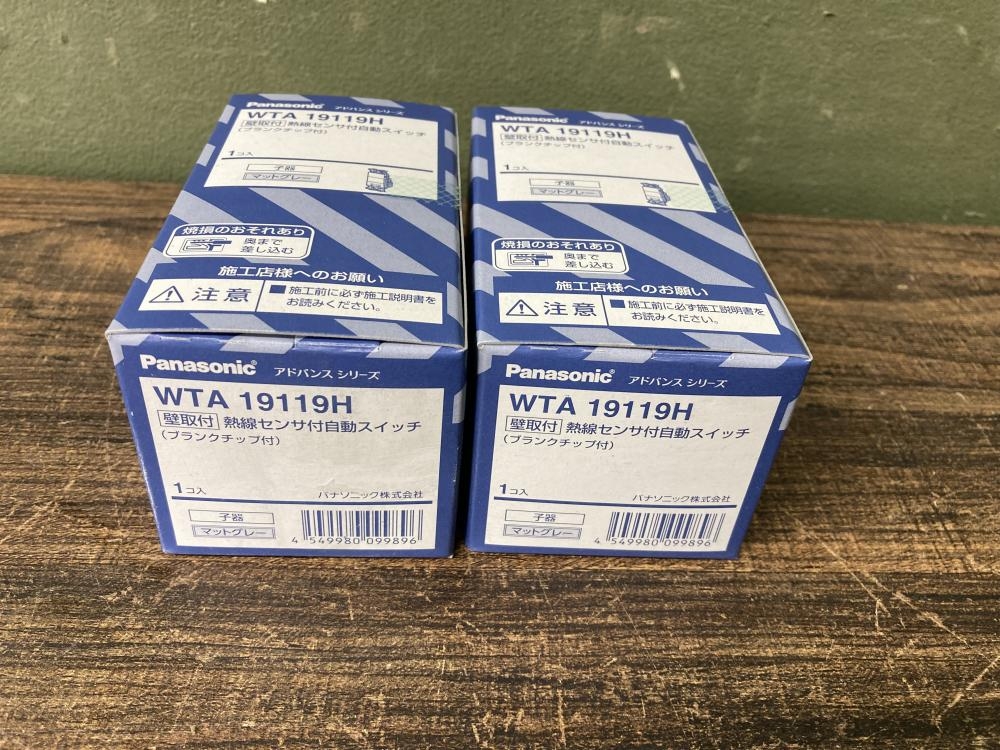 Panasonic アドバンス シリーズ
WTA 19119H
壁取付 熱線センサ付自動スイッチ
(ブランクチップ付)
1コ入
子器
マットグレー
焼損のおそれあり
奥まで
差し込む
施工店様へのお願い
注意
■施工前に必ず施工説明書を
お読みください。
Panasonic アドバンス シリーズ
WTA 19119H
壁取付 熱線センサ付自動スイッチ
(ブランクチップ付)
1コ入 パナソニック株式会社
子器
マットグレー
4 549980 099896
Panasonic アドバンス シリーズ
WTA 19119H
壁取付 熱線センサ付自動スイッチ
(ブランクチップ付)
1コ入
子器
マットグレー
焼損のおそれあり
奥まで
差し込む
施工店様へのお願い
注意
■施工前に必ず施工説明書を
お読みください。
Panasonic アドバンス シリーズ
WTA 19119H
壁取付 熱線センサ付自動スイッチ
(ブランクチップ付)
1コ入 パナソニック株式会社
子器
マットグレー
4 549980 099896